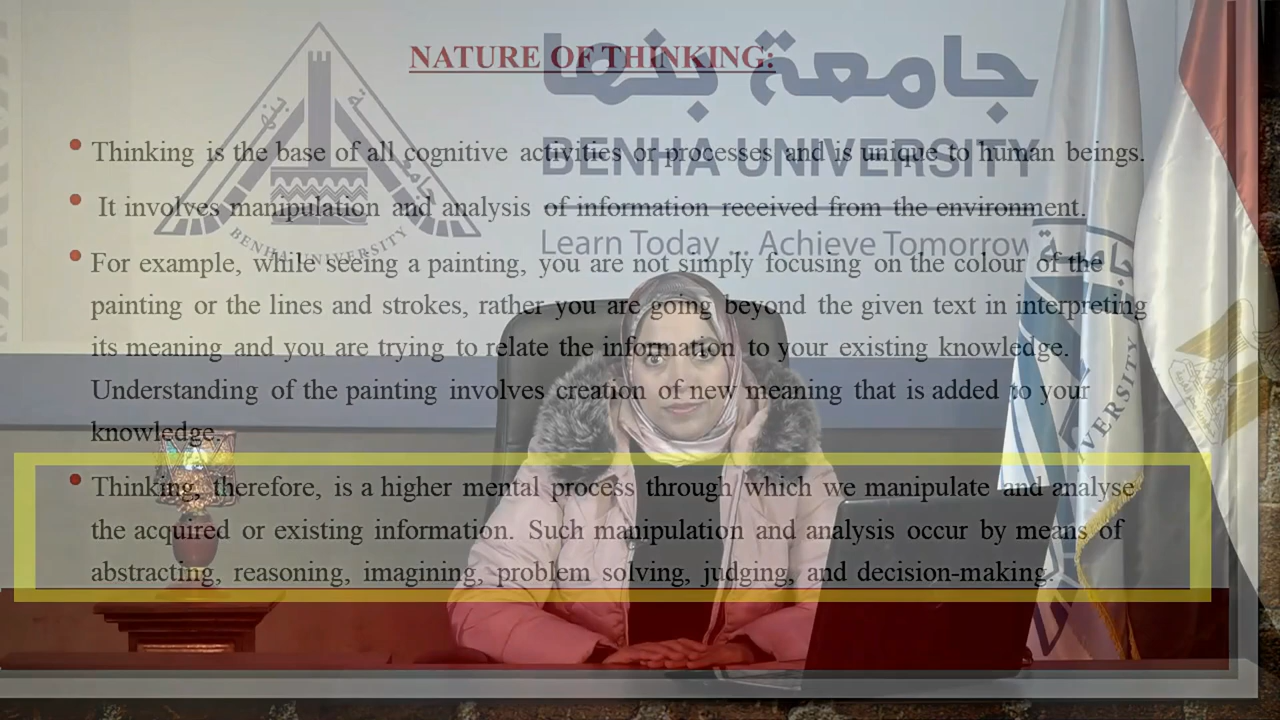 NATURE OF THINKING:
جامعة بنها
BENHA UNIVERSITY
Learn Today ... Achieve Tomorrow
بنها
جامعة
BENHA UNIVERSITY
• Thinking is the base of all cognitive activities or processes and is unique to human beings.
• It involves manipulation and analysis of information received from the environment.
• For example, while seeing a painting, you are not simply focusing on the colour of the
painting or the lines and strokes, rather you are going beyond the given text in interpreting
its meaning and you are trying to relate the information to your existing knowledge.
Understanding of the painting involves creation of new meaning that is added to your
knowledge.
• Thinking, therefore, is a higher mental process through which we manipulate and analyse
the acquired or existing information. Such manipulation and analysis occur by means of
abstracting, reasoning, imagining, problem solving, judging, and decision-making.
جامعة
VERSITY